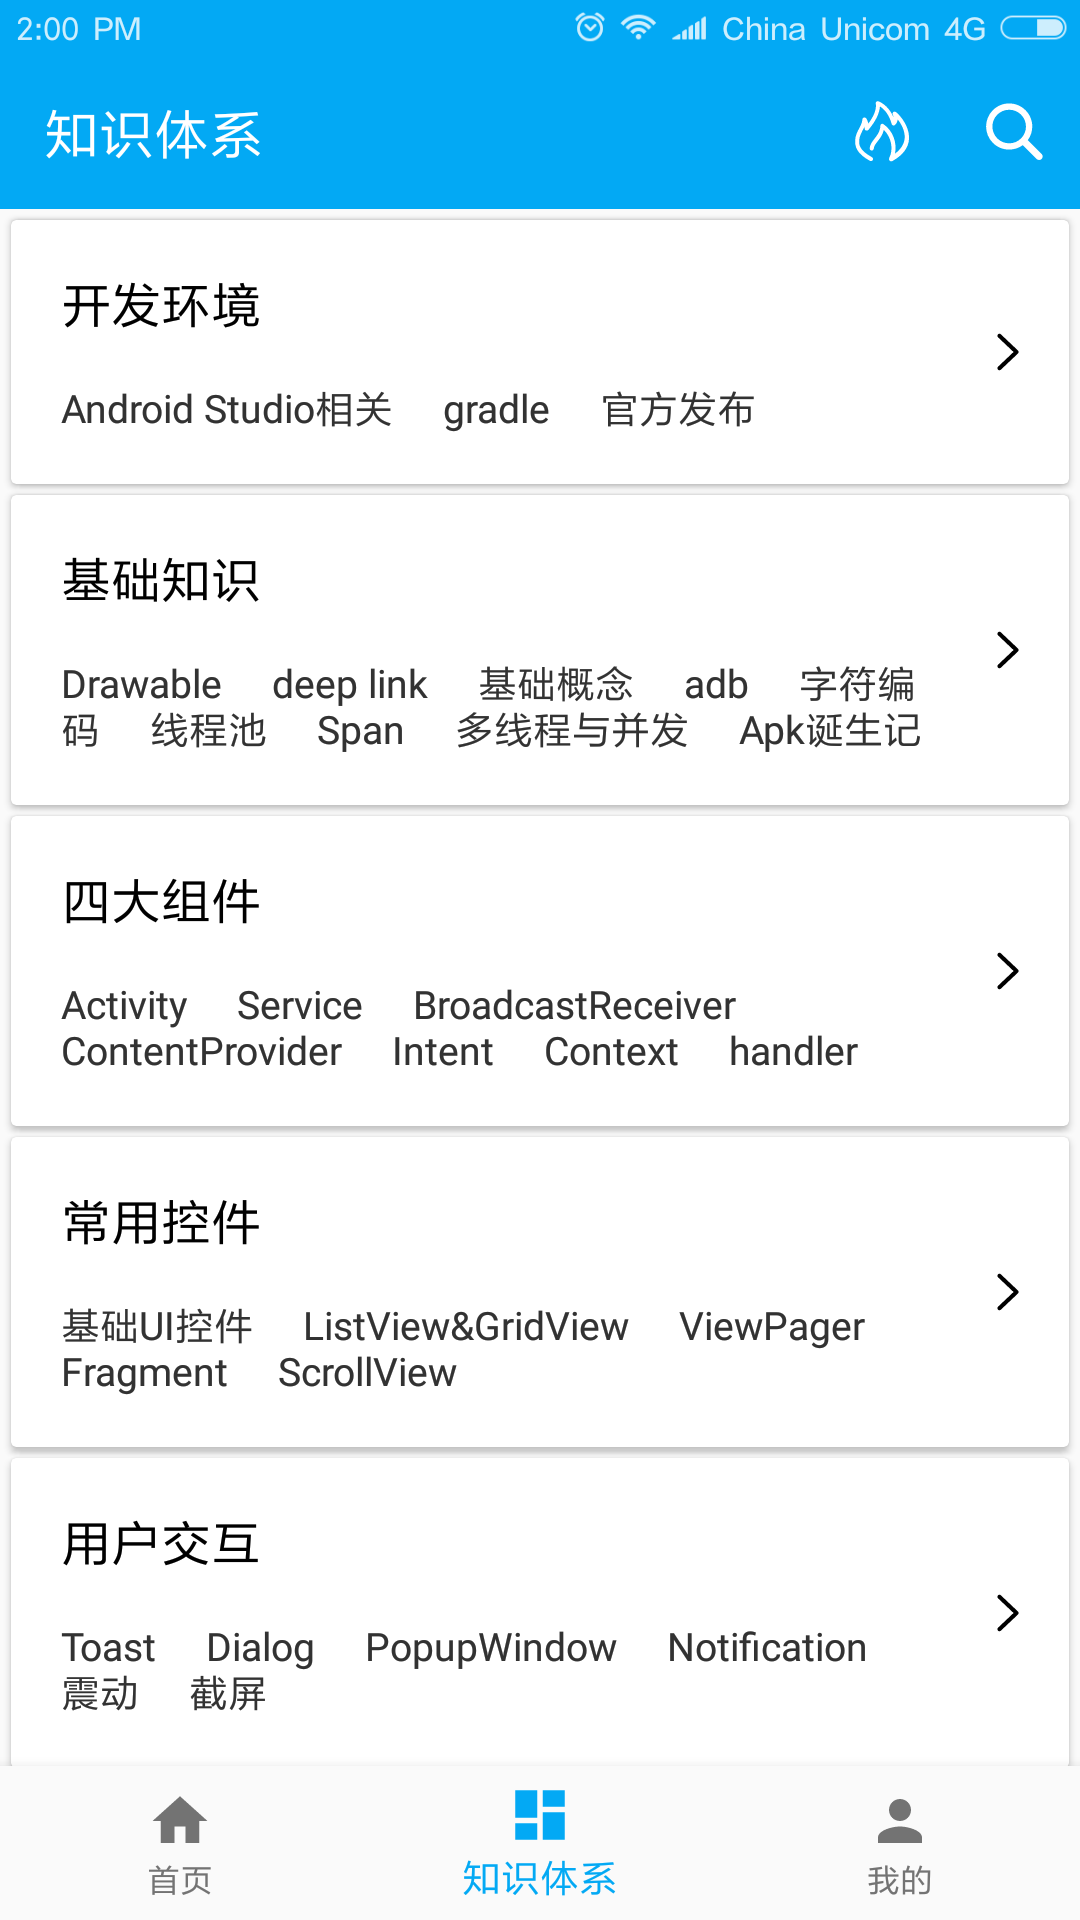 2:00 PM China Unicom 4G
知识体系
开发环境
Android Studio相关 gradle 官方发布
基础知识
Drawable deep link 基础概念 adb 字符编
码 线程池 Span 多线程与并发 Apk诞生记
四大组件
Activity Service BroadcastReceiver
ContentProvider Intent Context handler
常用控件
基础UI控件 ListView&GridView ViewPager
Fragment ScrollView
用户交互
Toast Dialog PopupWindow Notification
震动 截屏
首页 知识体系 我的